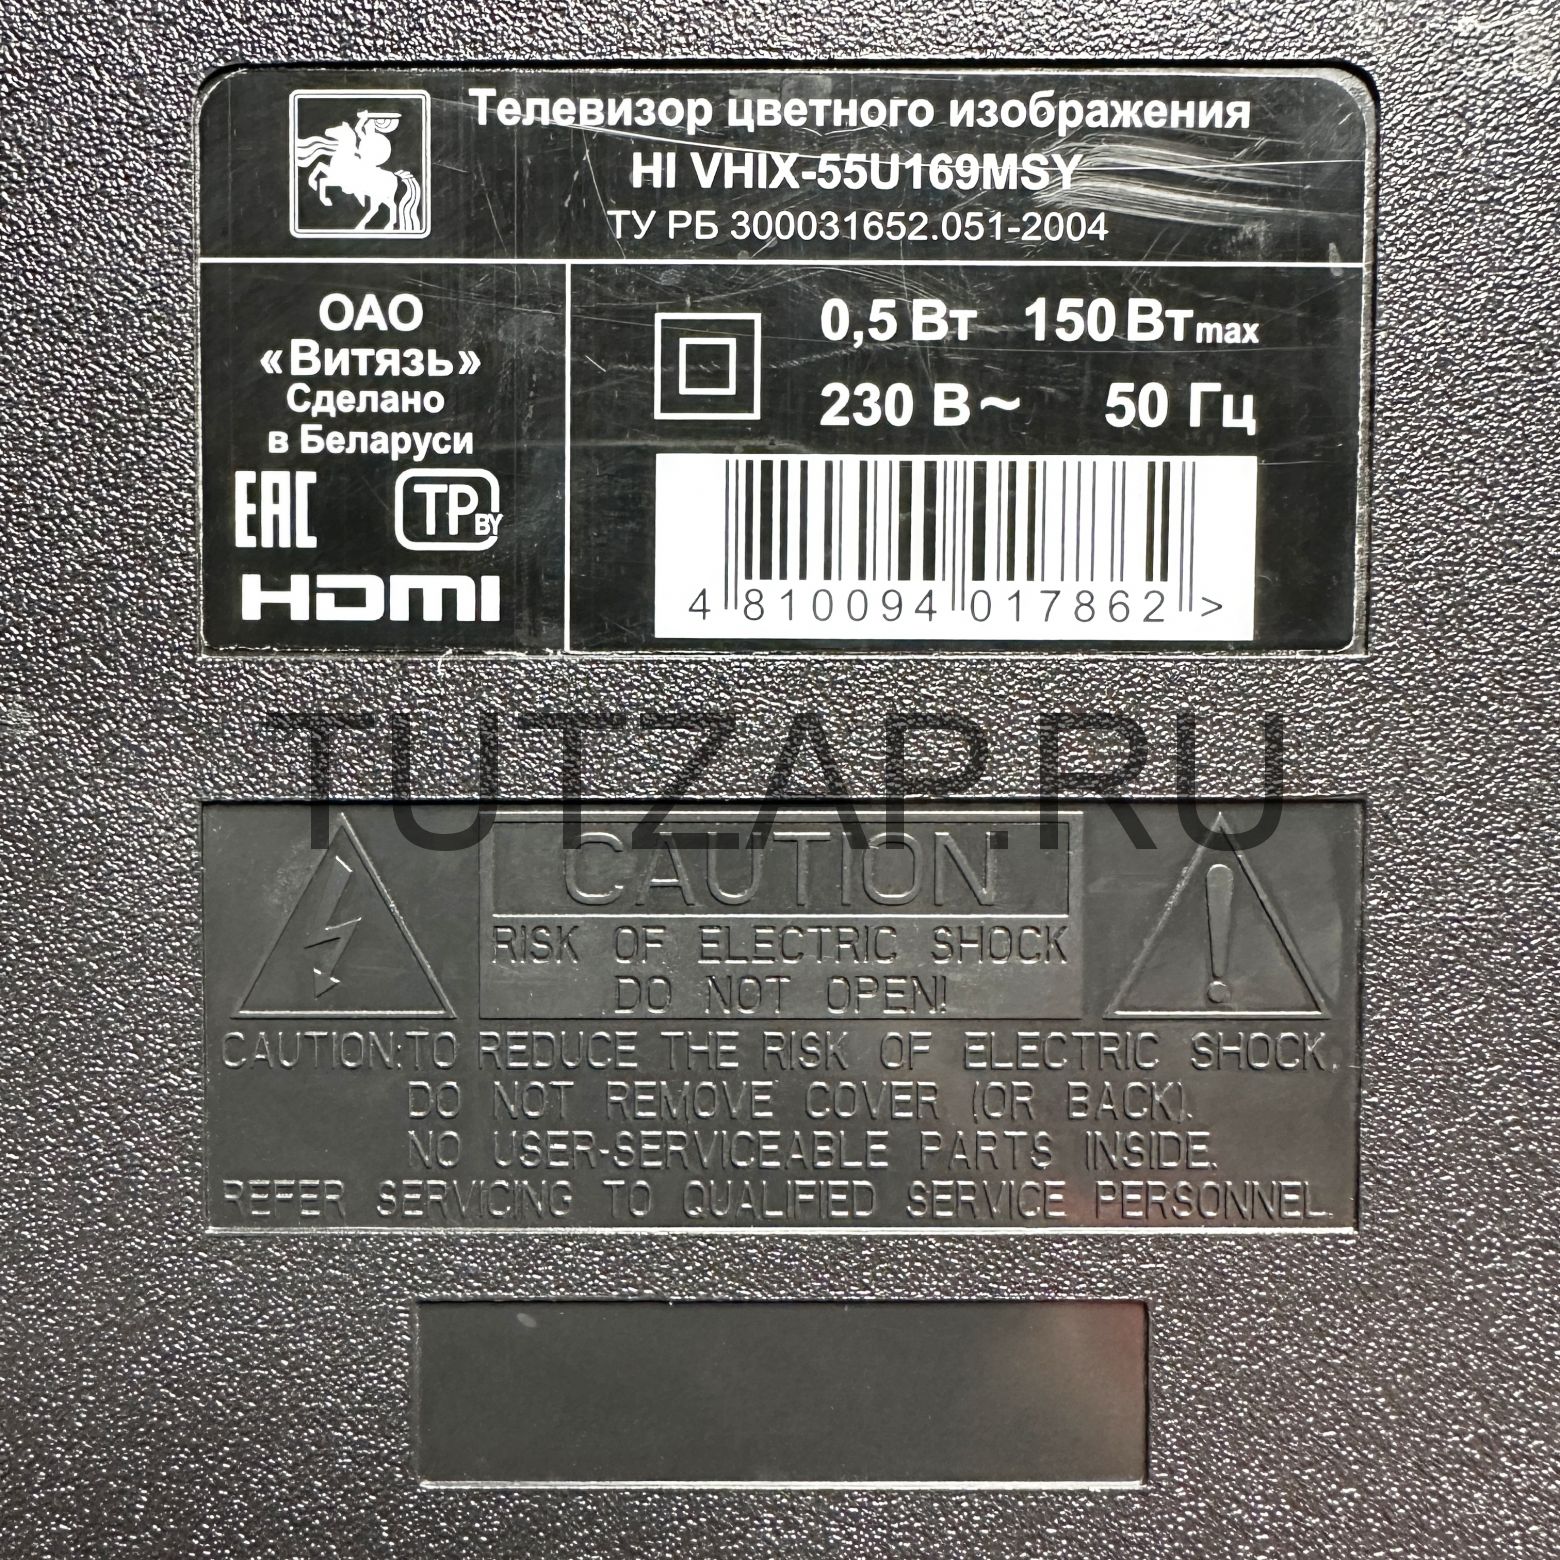 Телевизор цветного изображения
HI VHIX-55U169MSY
ТУ РБ 300031652.051-2004
ОАО
«Витязь»
Сделано
в Беларуси
EAC TP BY
HDMI
0,5 Вт 150 Вт max
230 В ~ 50 Гц
4 810094 017862 >
TUTZAP.RU
CAUTION
RISK OF ELECTRIC SHOCK
DO NOT OPEN!
CAUTION:TO REDUCE THE RISK OF ELECTRIC SHOCK,
DO NOT REMOVE COVER (OR BACK).
NO USER-SERVICEABLE PARTS INSIDE.
REFER SERVICING TO QUALIFIED SERVICE PERSONNEL.